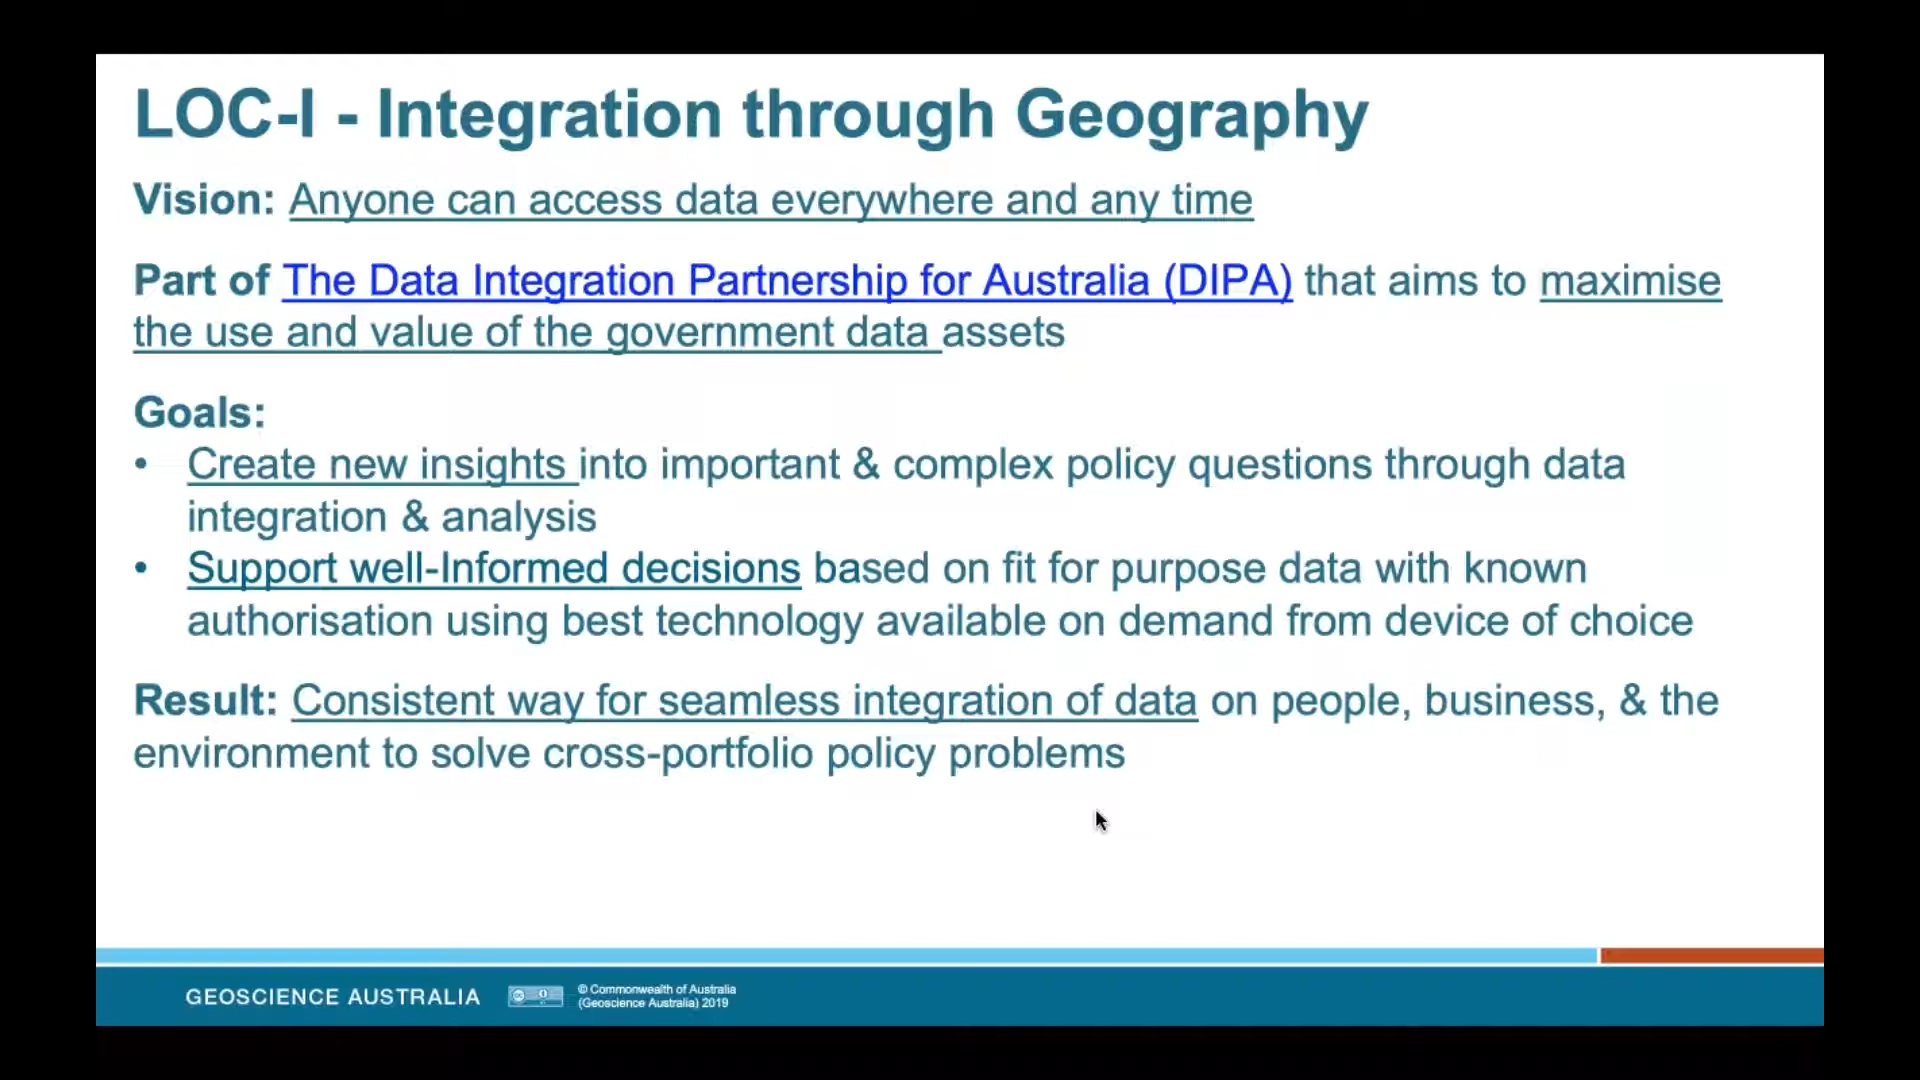 LOC-I - Integration through Geography
Vision: Anyone can access data everywhere and any time
Part of The Data Integration Partnership for Australia (DIPA) that aims to maximise
the use and value of the government data assets
Goals:
• Create new insights into important & complex policy questions through data
integration & analysis
• Support well-Informed decisions based on fit for purpose data with known
authorisation using best technology available on demand from device of choice
Result: Consistent way for seamless integration of data on people, business, & the
environment to solve cross-portfolio policy problems
GEOSCIENCE AUSTRALIA
© Commonwealth of Australia
(Geoscience Australia) 2019